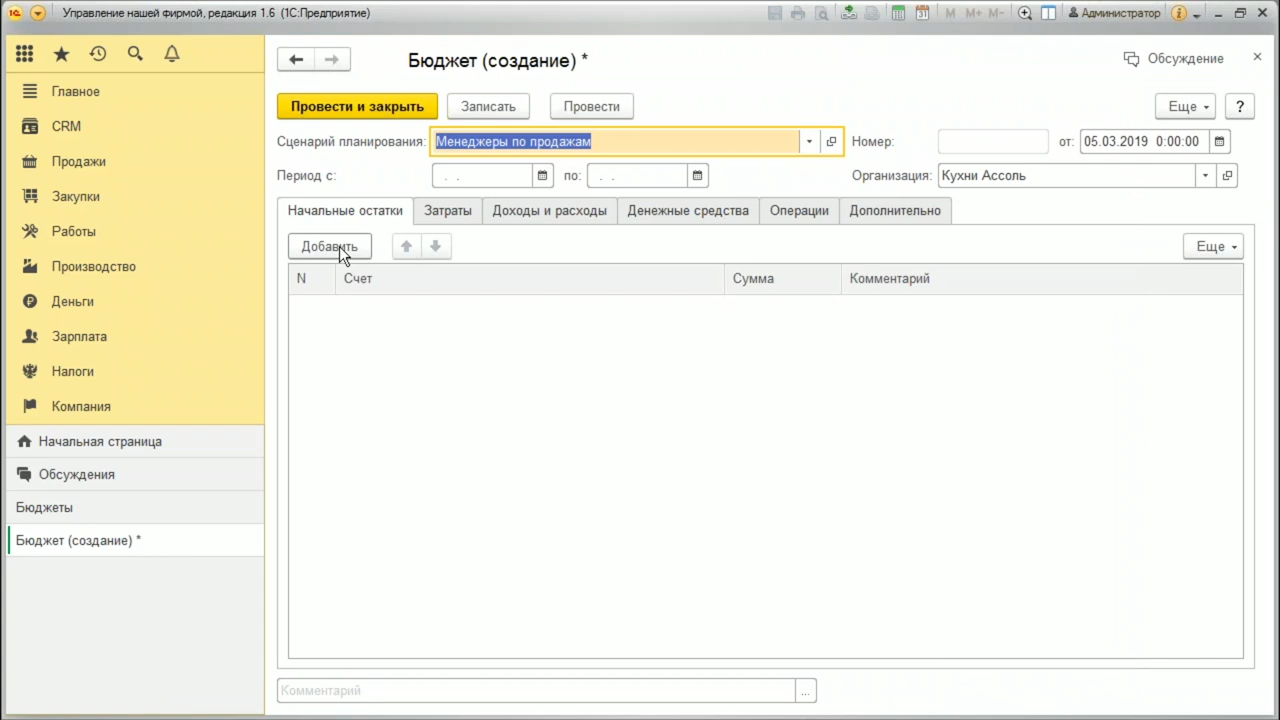 Управление нашей фирмой, редакция 1.6 (1С:Предприятие)
M M+ M- Администратор
Главное
CRM
Продажи
Закупки
Работы
Производство
Деньги
Зарплата
Налоги
Компания
Начальная страница
Обсуждения
Бюджеты
Бюджет (создание) *
Бюджет (создание) *
Обсуждение
Провести и закрыть Записать Провести Еще ?
Сценарий планирования: Менеджеры по продажам Номер: от: 05.03.2019 0:00:00
Период с: . . по: . . Организация: Кухни Ассоль
Начальные остатки Затраты Доходы и расходы Денежные средства Операции Дополнительно
Добавить Еще
N Счет Сумма Комментарий
Комментарий ...